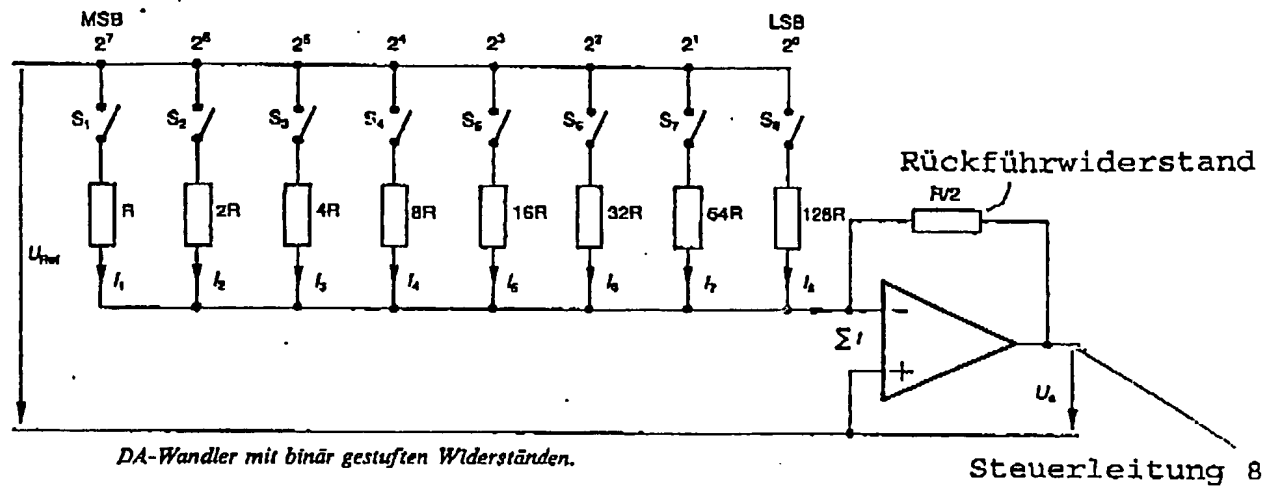 MSB LSB
2⁷ 2⁶ 2⁵ 2⁴ 2³ 2² 2¹ 2⁰
S₁ S₂ S₃ S₄ S₅ S₆ S₇ S₈
Rückführwiderstand
R/2
R 2R 4R 8R 16R 32R 64R 128R
U_Ref
I₁ I₂ I₃ I₄ I₅ I₆ I₇ I₈
−
Σ I
+
Uₐ
DA-Wandler mit binär gestuften Widerständen.
Steuerleitung 8